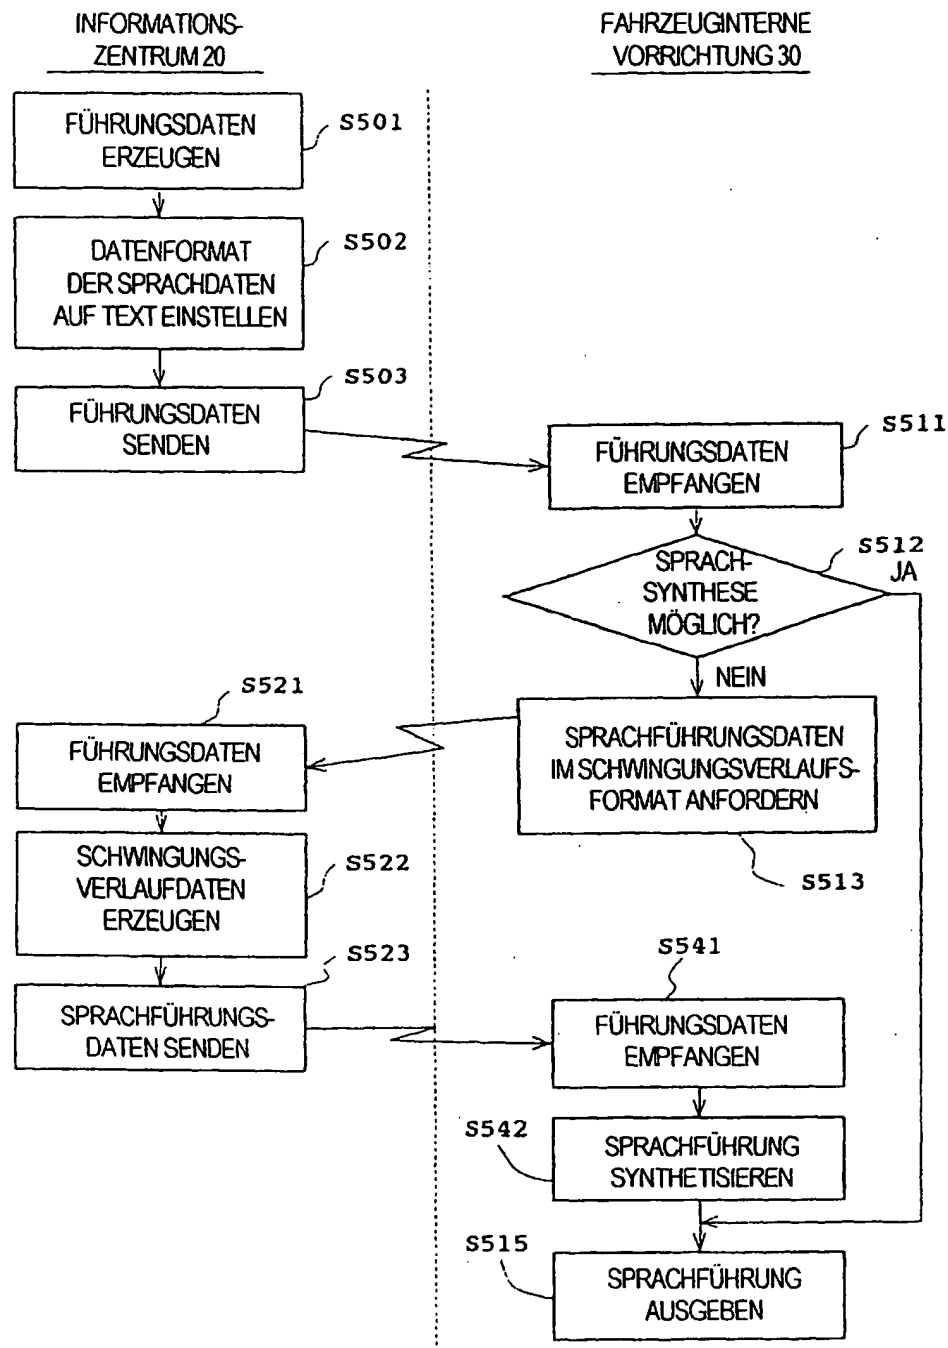 INFORMATIONS-
ZENTRUM 20
FAHRZEUGINTERNE
VORRICHTUNG 30
FÜHRUNGSDATEN
ERZEUGEN
S501
DATENFORMAT
DER SPRACHDATEN
AUF TEXT EINSTELLEN
S502
S503
FÜHRUNGSDATEN
SENDEN
S511
FÜHRUNGSDATEN
EMPFANGEN
S512
SPRACH-
SYNTHESE
MÖGLICH?
JA
NEIN
SPRACHFÜHRUNGSDATEN
IM SCHWINGUNGSVERLAUFS-
FORMAT ANFORDERN
S513
S521
FÜHRUNGSDATEN
EMPFANGEN
SCHWINGUNGS-
VERLAUFDATEN
ERZEUGEN
S522
S523
SPRACHFÜHRUNGS-
DATEN SENDEN
S541
FÜHRUNGSDATEN
EMPFANGEN
S542
SPRACHFÜHRUNG
SYNTHETISIEREN
S515
SPRACHFÜHRUNG
AUSGEBEN